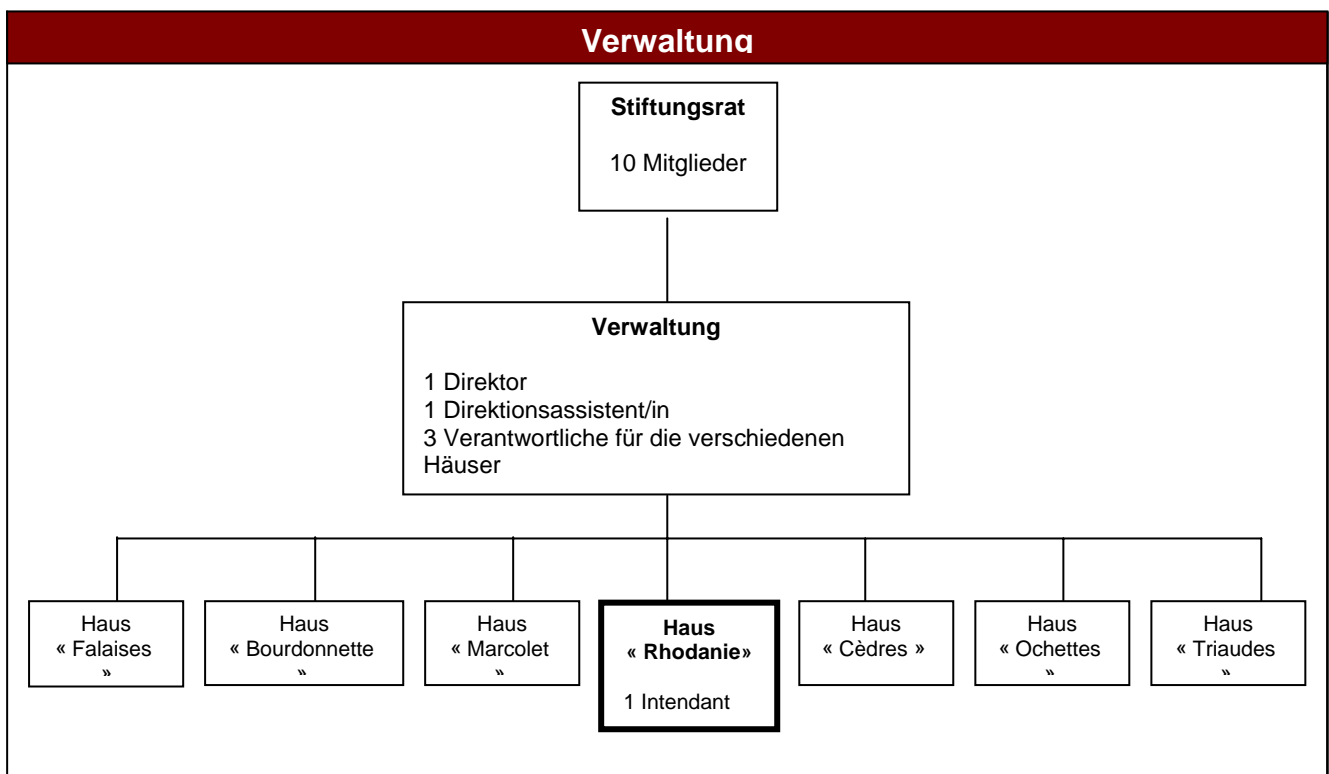 Verwaltung
Stiftungsrat
10 Mitglieder
Verwaltung
1 Direktor
1 Direktionsassistent/in
3 Verantwortliche für die verschiedenen
Häuser
Haus
« Falaises
»
Haus
« Bourdonnette
»
Haus
« Marcolet
»
Haus
« Rhodanie»
1 Intendant
Haus
« Cèdres »
Haus
« Ochettes
»
Haus
« Triaudes
»